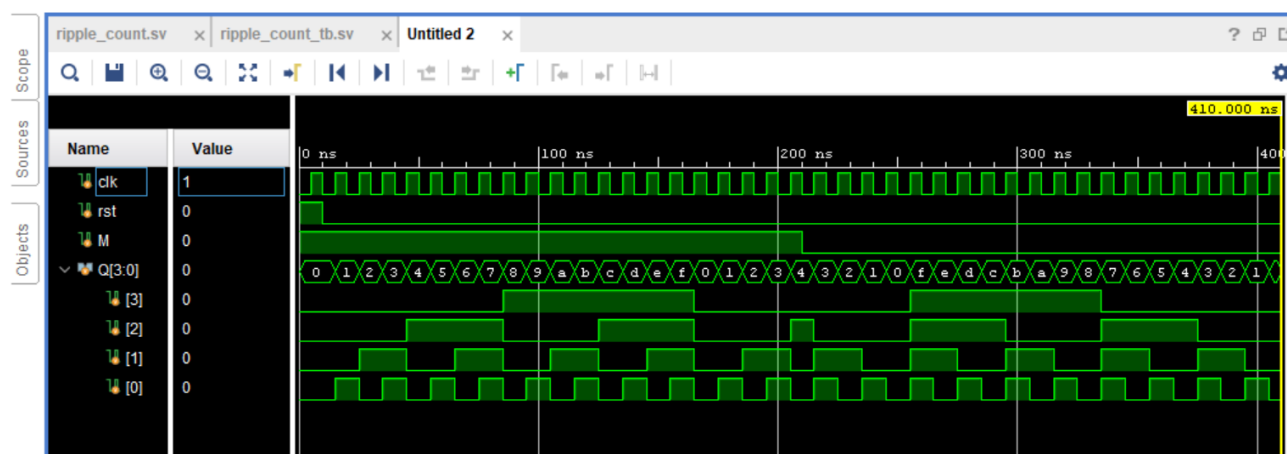 ripple_count.sv × ripple_count_tb.sv × Untitled 2 × ?
Scope
Sources
Objects
410.000 ns
Name Value
0 ns 100 ns 200 ns 300 ns 400
clk 1
rst 0
M 0
Q[3:0] 0 0 1 2 3 4 5 6 7 8 9 a b c d e f 0 1 2 3 4 3 2 1 0 f e d c b a 9 8 7 6 5 4 3 2 1
[3] 0
[2] 0
[1] 0
[0] 0